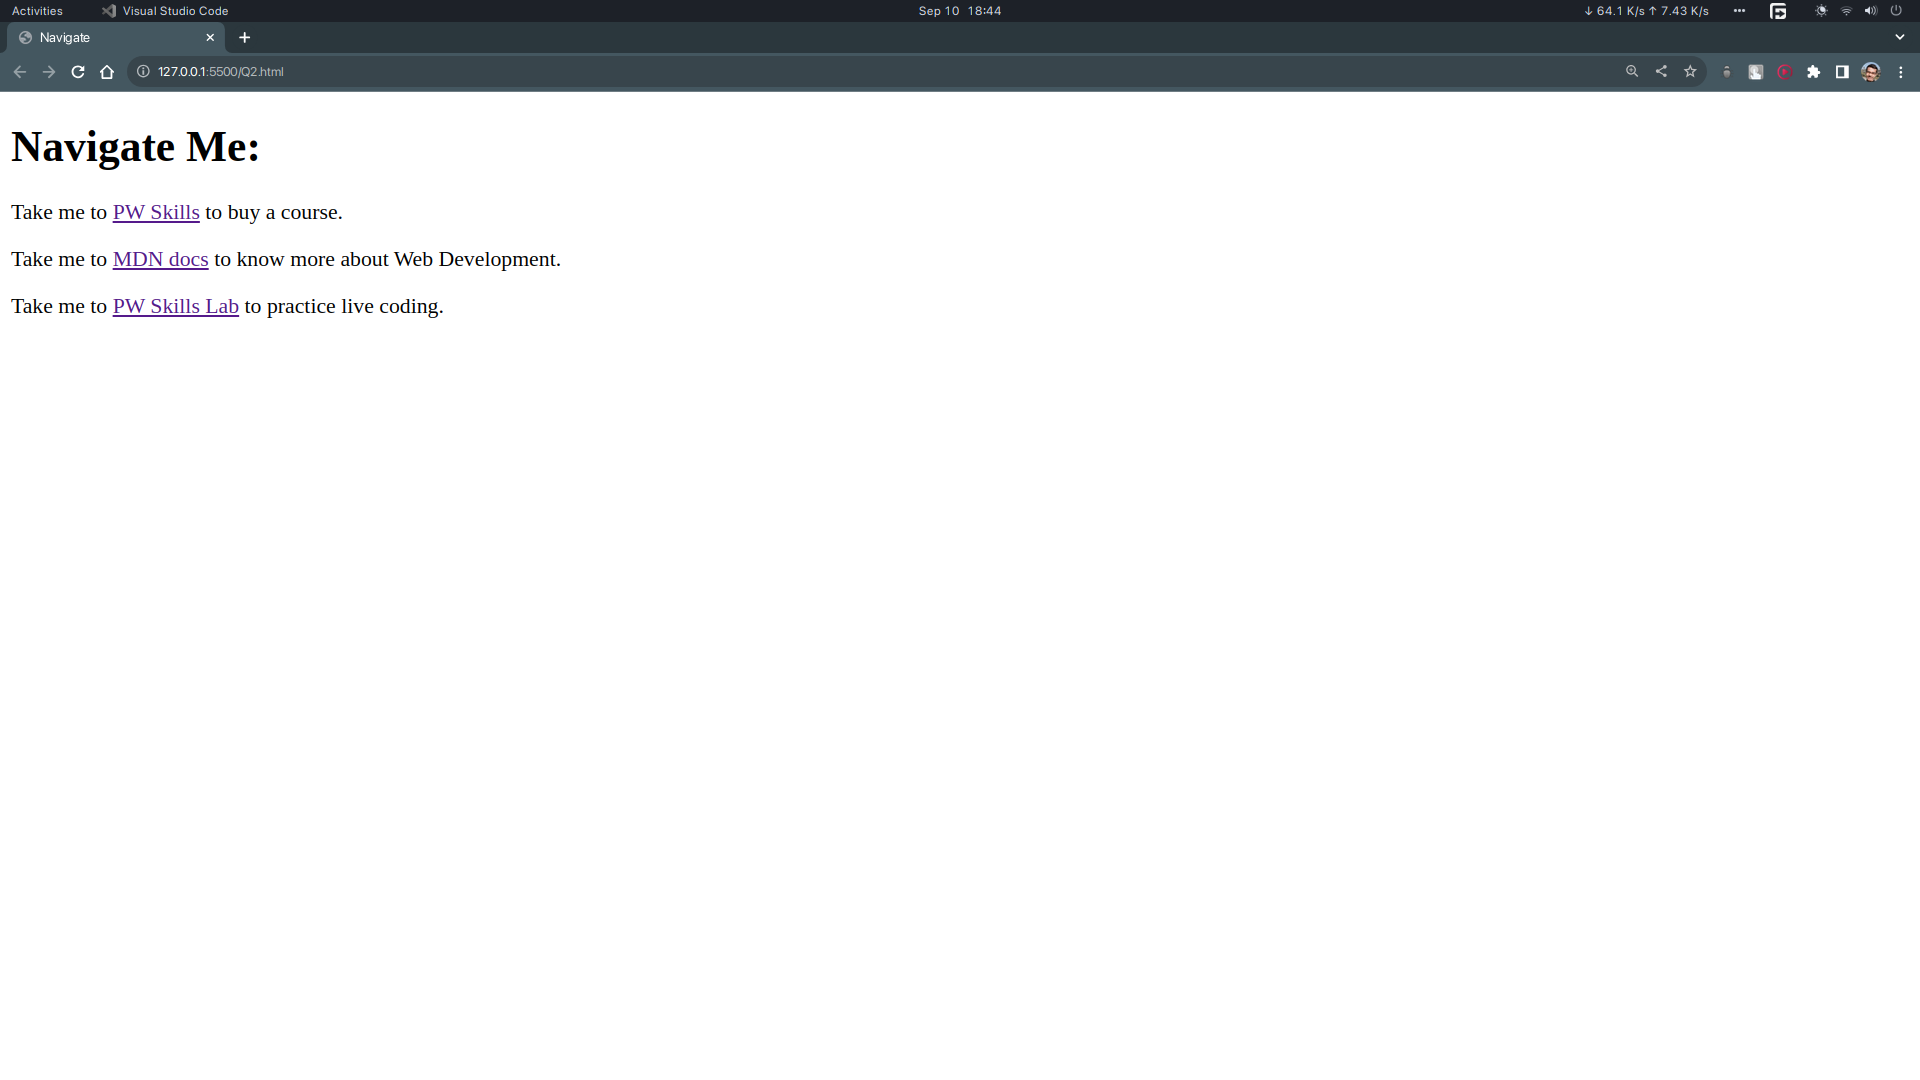 Activities Visual Studio Code Sep 10 18:44 ↓ 64.1 K/s ↑ 7.43 K/s
Navigate
127.0.0.1:5500/Q2.html
Navigate Me:
Take me to PW Skills to buy a course.
Take me to MDN docs to know more about Web Development.
Take me to PW Skills Lab to practice live coding.